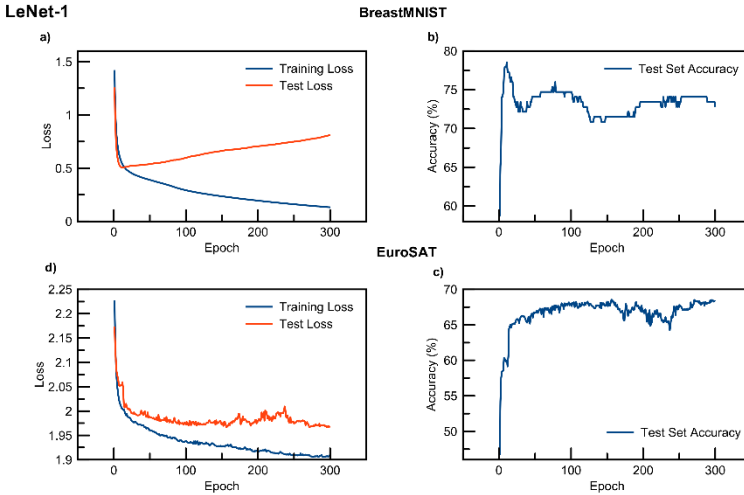 LeNet-1
BreastMNIST
a)
Training Loss
Test Loss
1.5
1
0.5
0
Loss
0
100
200
300
Epoch
b)
Test Set Accuracy
80
75
70
65
60
Accuracy (%)
0
100
200
300
Epoch
EuroSAT
d)
Training Loss
Test Loss
2.25
2.2
2.15
2.1
2.05
2
1.95
1.9
Loss
0
100
200
300
Epoch
c)
70
65
60
55
50
Accuracy (%)
Test Set Accuracy
0
100
200
300
Epoch